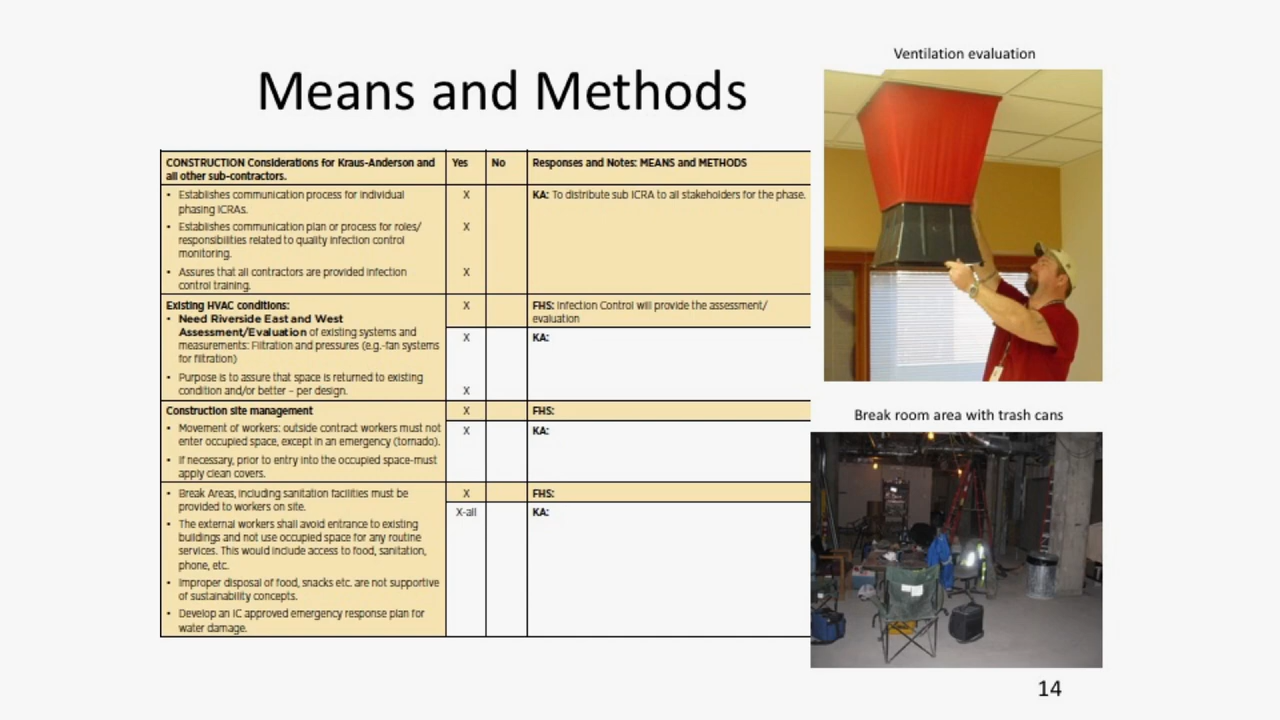 Ventilation evaluation
Means and Methods
CONSTRUCTION Considerations for Kraus-Anderson and
all other sub-contractors.
Yes
No
Responses and Notes: MEANS and METHODS
• Establishes communication process for individual
phasing ICRAs.
X
KA: To distribute sub ICRA to all stakeholders for the phase.
• Establishes communication plan or process for roles/
responsibilities related to quality infection control
monitoring.
X
• Assures that all contractors are provided infection
control training.
X
Existing HVAC conditions:
X
FHS: Infection Control will provide the assessment/
evaluation
• Need Riverside East and West
Assessment/Evaluation of existing systems and
measurements: Filtration and pressures (e.g.-fan systems
for filtration)
X
KA:
• Purpose is to assure that space is returned to existing
condition and/or better – per design.
X
Construction site management
X
FHS:
• Movement of workers: outside contract workers must not
enter occupied space, except in an emergency (tornado).
X
KA:
• If necessary, prior to entry into the occupied space-must
apply clean covers.
• Break Areas, including sanitation facilities must be
provided to workers on site.
X
FHS:
• The external workers shall avoid entrance to existing
buildings and not use occupied space for any routine
services. This would include access to food, sanitation,
phone, etc.
X-all
KA:
• Improper disposal of food, snacks etc. are not supportive
of sustainability concepts.
• Develop an IC approved emergency response plan for
water damage.
Break room area with trash cans
14